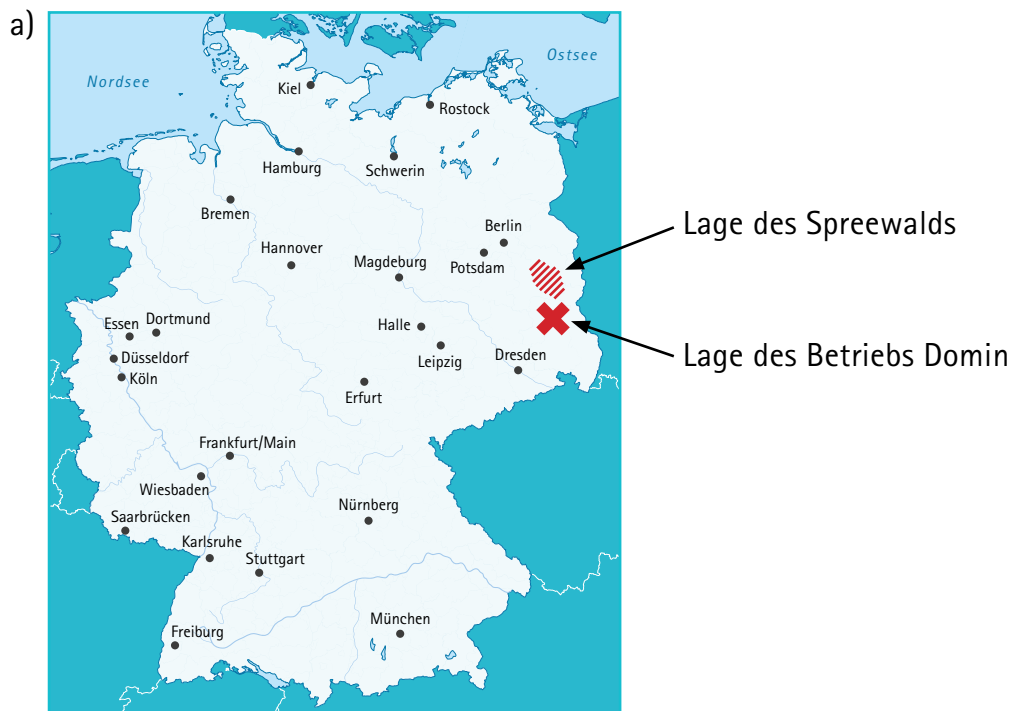 a)
Nordsee
Ostsee
Kiel
Rostock
Hamburg
Schwerin
Bremen
Berlin
Hannover
Magdeburg
Potsdam
Lage des Spreewalds
Essen
Dortmund
Halle
Düsseldorf
Leipzig
Dresden
Lage des Betriebs Domin
Köln
Erfurt
Frankfurt/Main
Wiesbaden
Nürnberg
Saarbrücken
Karlsruhe
Stuttgart
München
Freiburg